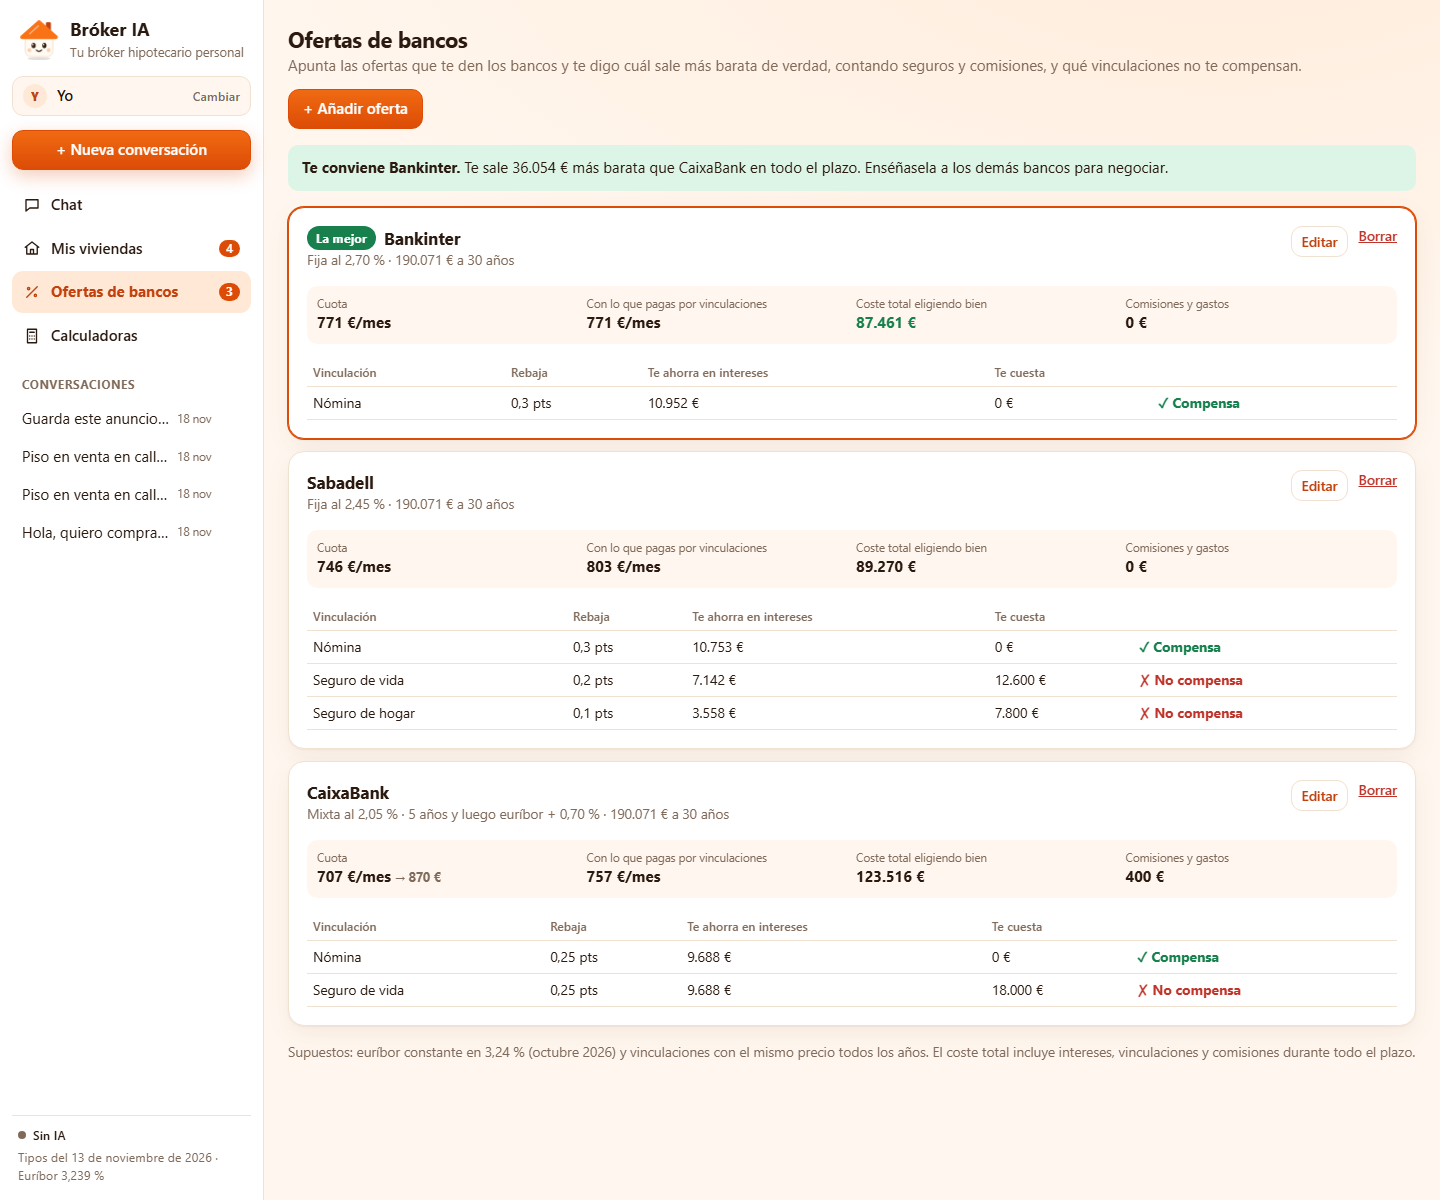 Bróker IA
Tu bróker hipotecario personal
Y Yo Cambiar
+ Nueva conversación
Chat
Mis viviendas 4
Ofertas de bancos 3
Calculadoras
CONVERSACIONES
Guarda este anuncio... 18 nov
Piso en venta en call... 18 nov
Piso en venta en call... 18 nov
Hola, quiero compra... 18 nov
Sin IA
Tipos del 13 de noviembre de 2026 ·
Euríbor 3,239 %
Ofertas de bancos
Apunta las ofertas que te den los bancos y te digo cuál sale más barata de verdad, contando seguros y comisiones, y qué vinculaciones no te compensan.
+ Añadir oferta
Te conviene Bankinter. Te sale 36.054 € más barata que CaixaBank en todo el plazo. Enséñasela a los demás bancos para negociar.
La mejor Bankinter Editar Borrar
Fija al 2,70 % · 190.071 € a 30 años
Cuota Con lo que pagas por vinculaciones Coste total eligiendo bien Comisiones y gastos
771 €/mes 771 €/mes 87.461 € 0 €
Vinculación Rebaja Te ahorra en intereses Te cuesta
Nómina 0,3 pts 10.952 € 0 € ✓ Compensa
Sabadell Editar Borrar
Fija al 2,45 % · 190.071 € a 30 años
Cuota Con lo que pagas por vinculaciones Coste total eligiendo bien Comisiones y gastos
746 €/mes 803 €/mes 89.270 € 0 €
Vinculación Rebaja Te ahorra en intereses Te cuesta
Nómina 0,3 pts 10.753 € 0 € ✓ Compensa
Seguro de vida 0,2 pts 7.142 € 12.600 € ✗ No compensa
Seguro de hogar 0,1 pts 3.558 € 7.800 € ✗ No compensa
CaixaBank Editar Borrar
Mixta al 2,05 % · 5 años y luego euríbor + 0,70 % · 190.071 € a 30 años
Cuota Con lo que pagas por vinculaciones Coste total eligiendo bien Comisiones y gastos
707 €/mes → 870 € 757 €/mes 123.516 € 400 €
Vinculación Rebaja Te ahorra en intereses Te cuesta
Nómina 0,25 pts 9.688 € 0 € ✓ Compensa
Seguro de vida 0,25 pts 9.688 € 18.000 € ✗ No compensa
Supuestos: euríbor constante en 3,24 % (octubre 2026) y vinculaciones con el mismo precio todos los años. El coste total incluye intereses, vinculaciones y comisiones durante todo el plazo.